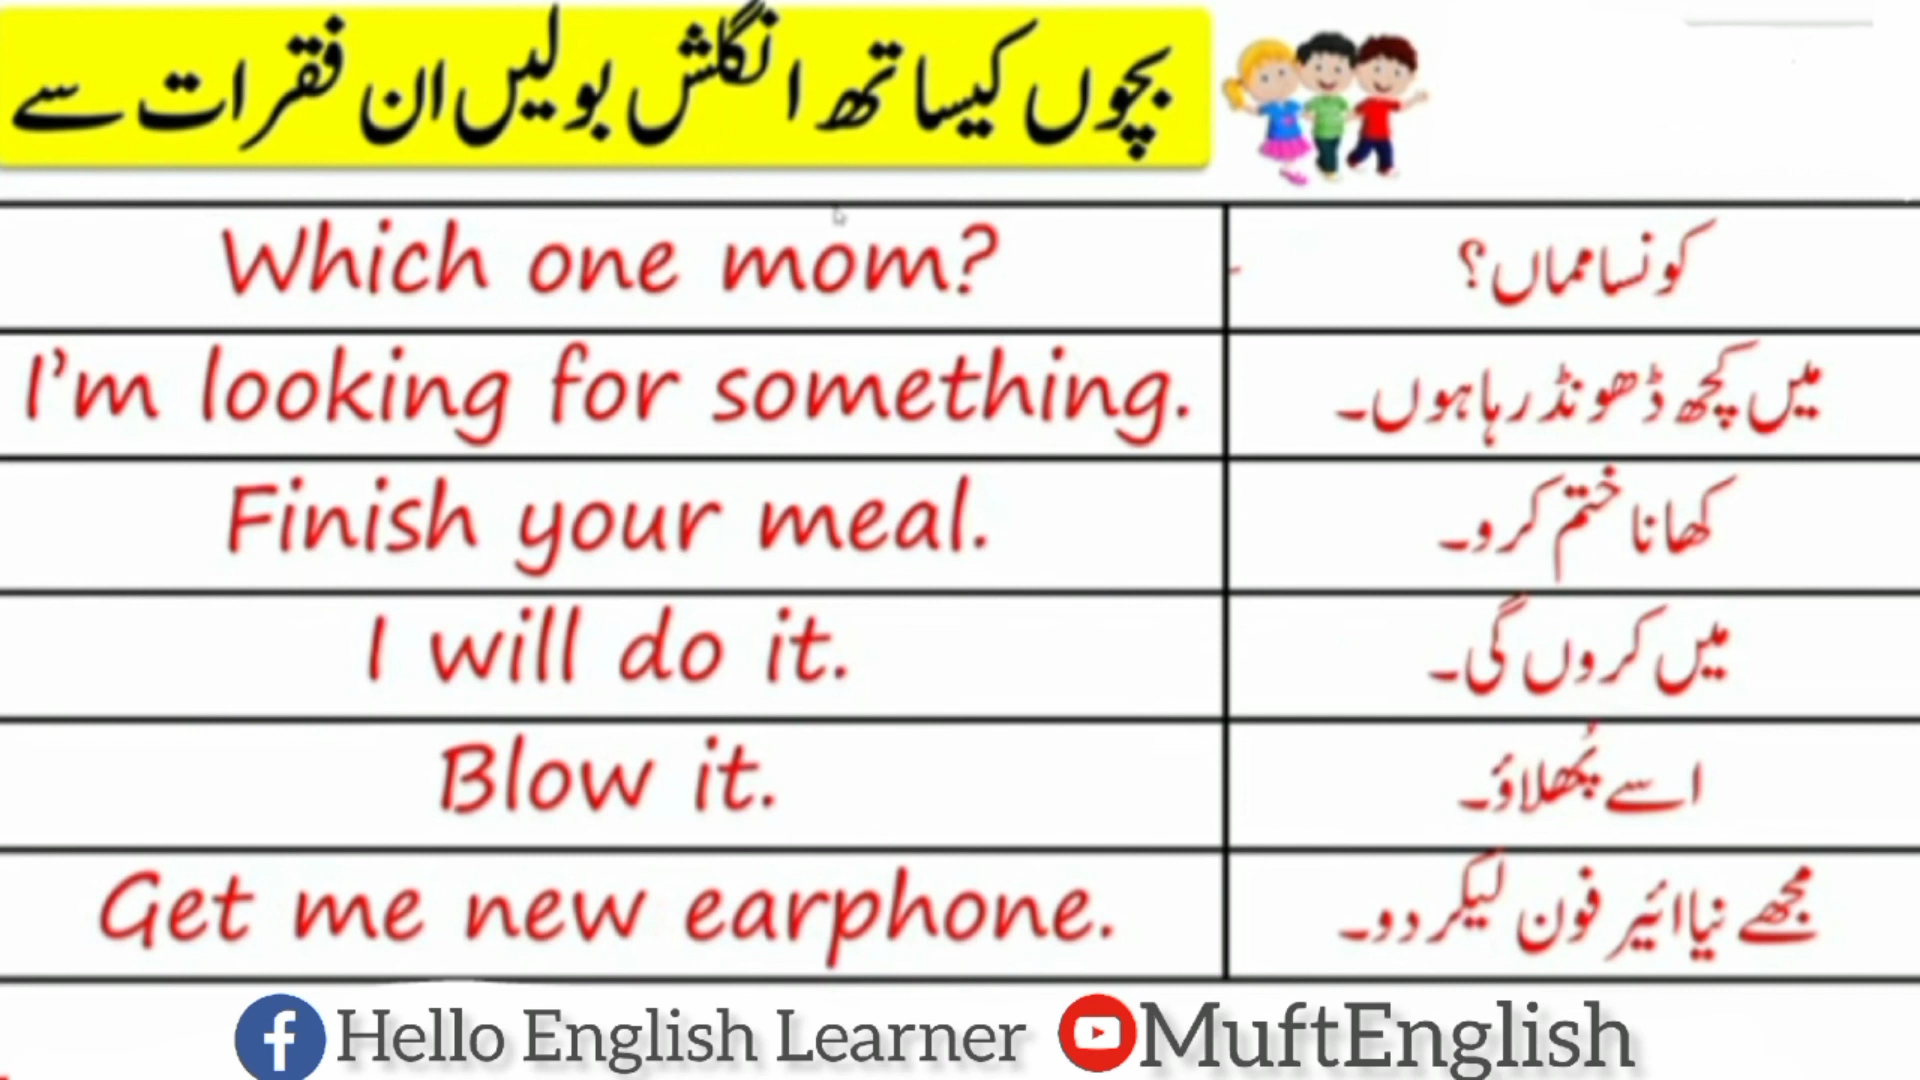 بچوں کیساتھ انگلش بولیں ان فقرات سے
Which one mom?
کونسا مماں؟
I'm looking for something.
میں کچھ ڈھونڈ رہا ہوں۔
Finish your meal.
کھانا ختم کرو۔
I will do it.
میں کروں گی۔
Blow it.
اسے پُھلاؤ۔
Get me new earphone.
مجھے نیا ائیر فون لیکر دو۔
Hello English Learner
MuftEnglish